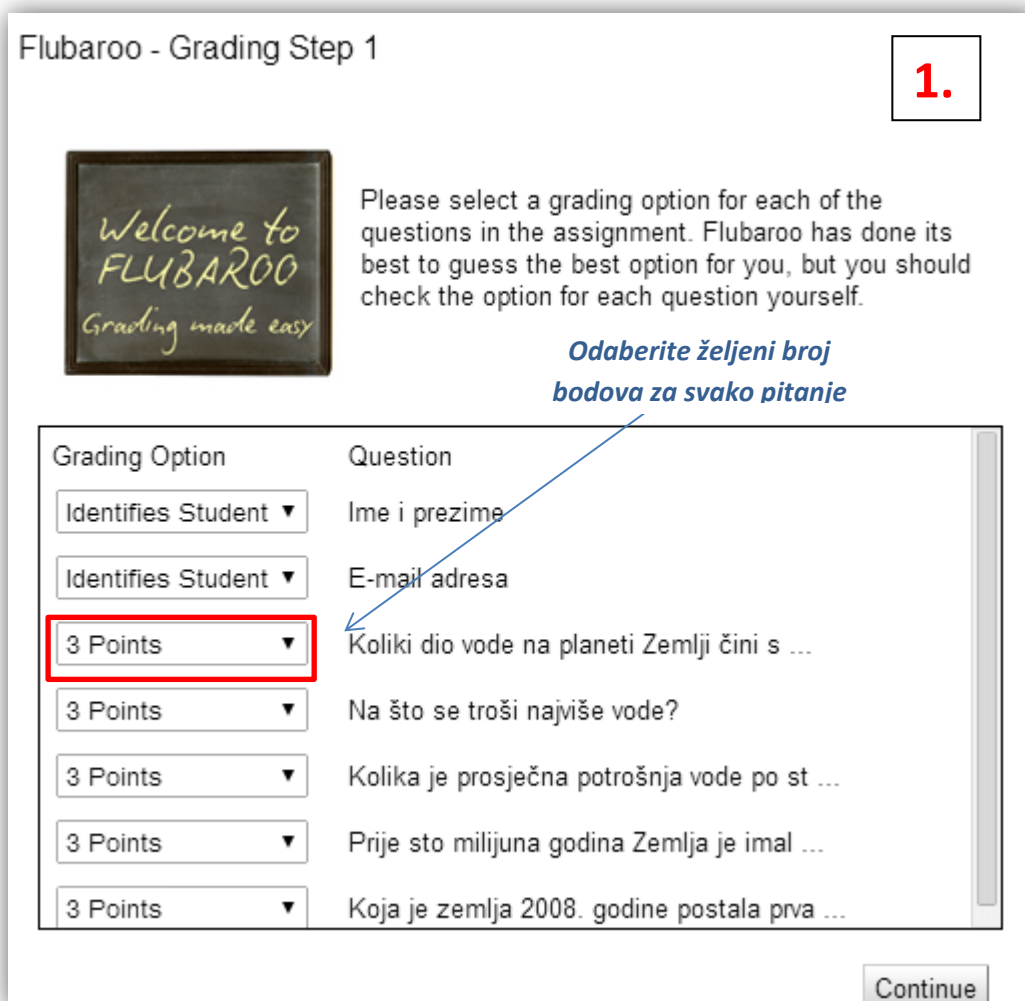 Flubaroo - Grading Step 1
1.
Welcome to
FLUBAROO
Grading made easy
Please select a grading option for each of the
questions in the assignment. Flubaroo has done its
best to guess the best option for you, but you should
check the option for each question yourself.
Odaberite željeni broj
bodova za svako pitanje
Grading Option Question
Identifies Student Ime i prezime
Identifies Student E-mail adresa
3 Points Koliki dio vode na planeti Zemlji čini s ...
3 Points Na što se troši najviše vode?
3 Points Kolika je prosječna potrošnja vode po st ...
3 Points Prije sto milijuna godina Zemlja je imal ...
3 Points Koja je zemlja 2008. godine postala prva ...
Continue